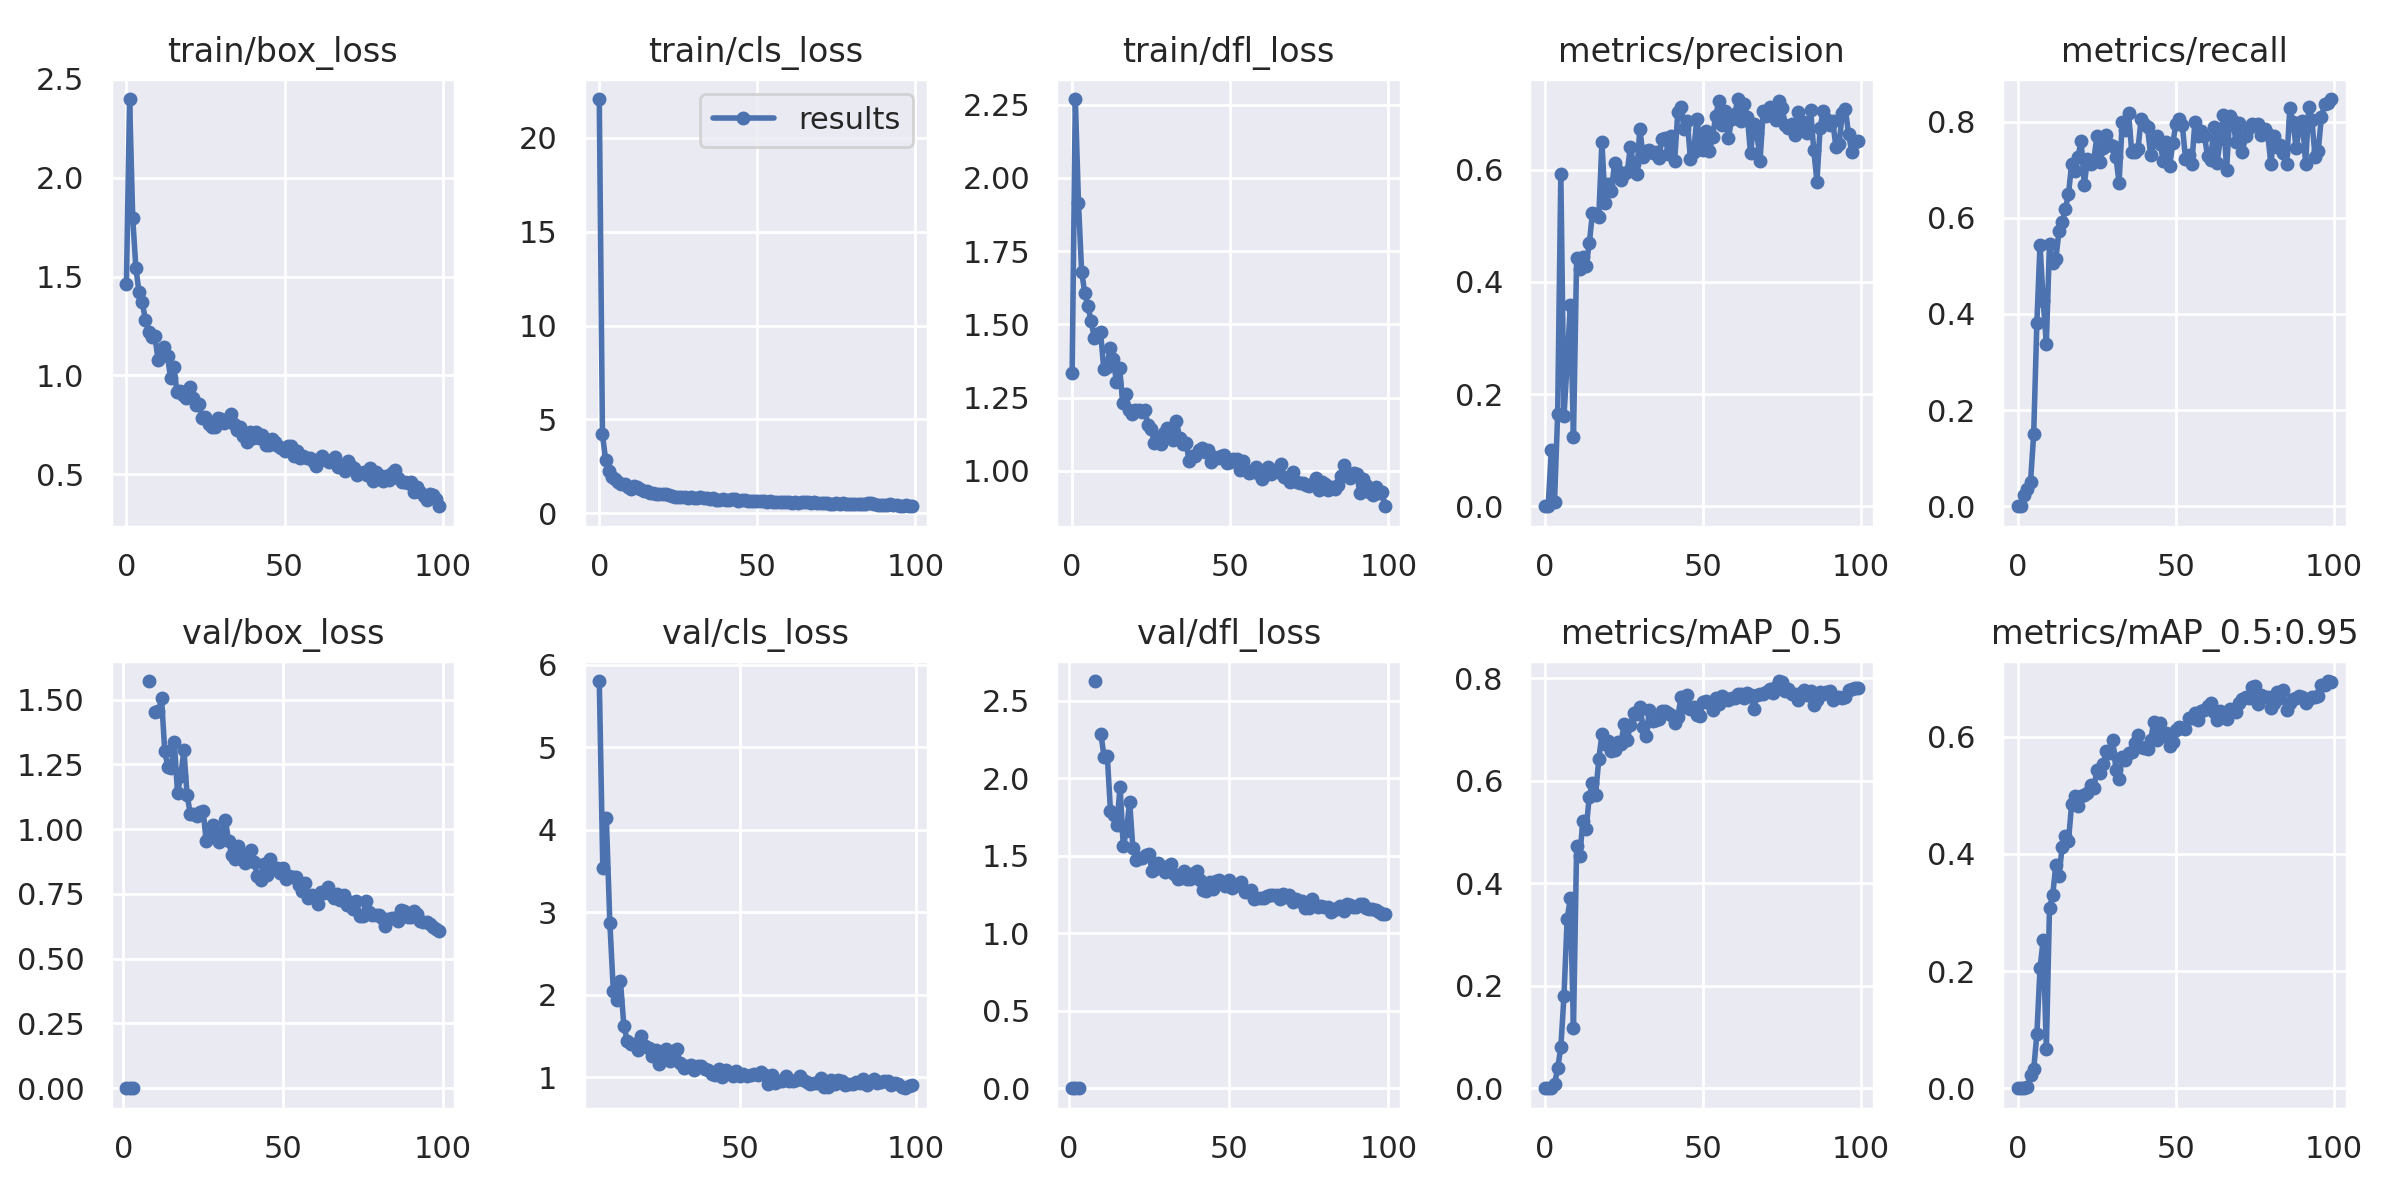 train/box_loss
2.5
2.0
1.5
1.0
0.5
0 50 100
train/cls_loss
results
20
15
10
5
0
0 50 100
train/dfl_loss
2.25
2.00
1.75
1.50
1.25
1.00
0 50 100
metrics/precision
0.6
0.4
0.2
0.0
0 50 100
metrics/recall
0.8
0.6
0.4
0.2
0.0
0 50 100
val/box_loss
1.50
1.25
1.00
0.75
0.50
0.25
0.00
0 50 100
val/cls_loss
6
5
4
3
2
1
50 100
val/dfl_loss
2.5
2.0
1.5
1.0
0.5
0.0
0 50 100
metrics/mAP_0.5
0.8
0.6
0.4
0.2
0.0
0 50 100
metrics/mAP_0.5:0.95
0.6
0.4
0.2
0.0
0 50 100